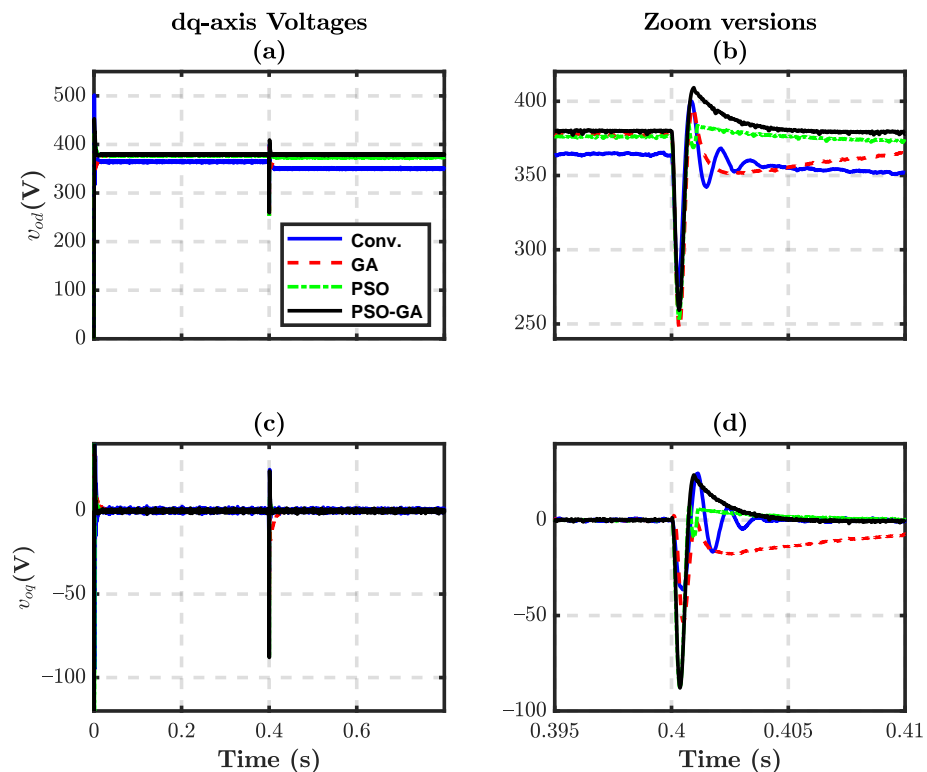 dq-axis Voltages
(a)
Zoom versions
(b)
500
400
300
200
100
0
v_od(V)
Conv.
GA
PSO
PSO-GA
400
350
300
250
(c)
(d)
0
−50
−100
v_oq(V)
0
0.2
0.4
0.6
Time (s)
50
0
−50
−100
0.395
0.4
0.405
0.41
Time (s)